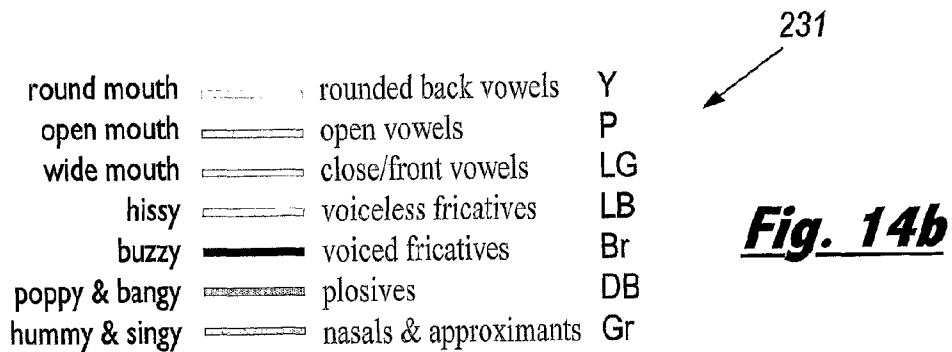 231
round mouth rounded back vowels Y
open mouth open vowels P
wide mouth close/front vowels LG
hissy voiceless fricatives LB
buzzy voiced fricatives Br
poppy & bangy plosives DB
hummy & singy nasals & approximants Gr
Fig. 14b